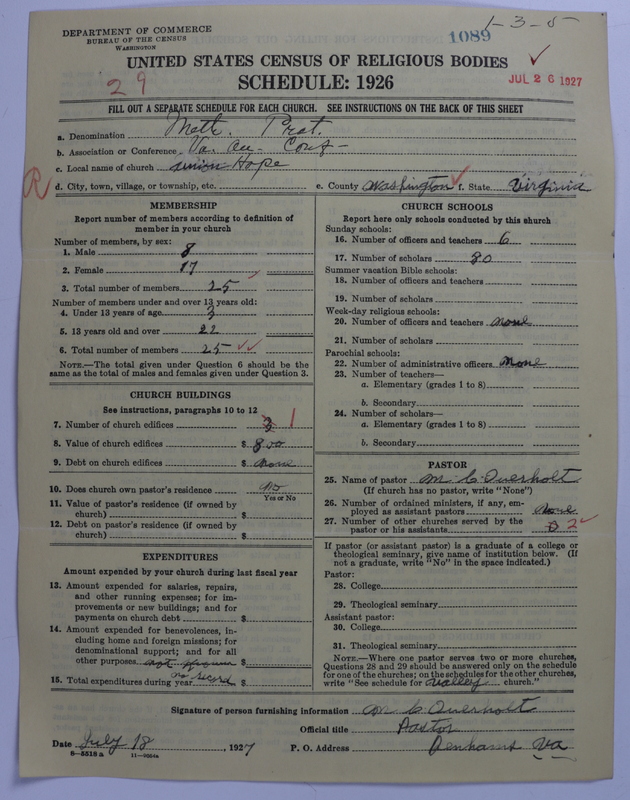 1-3-5
DEPARTMENT OF COMMERCE
BUREAU OF THE CENSUS
WASHINGTON
1089
UNITED STATES CENSUS OF RELIGIOUS BODIES
29
SCHEDULE: 1926
JUL 26 1927
FILL OUT A SEPARATE SCHEDULE FOR EACH CHURCH. SEE INSTRUCTIONS ON THE BACK OF THIS SHEET
a. Denomination Meth. Prot.
b. Association or Conference Va. An. Conf
c. Local name of church Union Hope
R
d. City, town, village, or township, etc. e. County Washington f. State Virginia
MEMBERSHIP
Report number of members according to definition of
member in your church
Number of members, by sex:
1. Male 8
2. Female 17
3. Total number of members 25
Number of members under and over 13 years old:
4. Under 13 years of age 3
5. 13 years old and over 22
6. Total number of members 25
NOTE.—The total given under Question 6 should be the
same as the total of males and females given under Question 3.
CHURCH BUILDINGS
See instructions, paragraphs 10 to 12
7. Number of church edifices 3 1
8. Value of church edifices $ 800
9. Debt on church edifices $ none
10. Does church own pastor's residence no
Yes or No
11. Value of pastor's residence (if owned by
church) $
12. Debt on pastor's residence (if owned by
church) $
EXPENDITURES
Amount expended by your church during last fiscal year
13. Amount expended for salaries, repairs,
and other running expenses; for im-
provements or new buildings; and for
payments on church debt $
14. Amount expended for benevolences, in-
cluding home and foreign missions; for
denominational support; and for all
other purposes not $
no record
15. Total expenditures during year $
CHURCH SCHOOLS
Report here only schools conducted by this church
Sunday schools:
16. Number of officers and teachers 6
17. Number of scholars 80
Summer vacation Bible schools:
18. Number of officers and teachers
19. Number of scholars
Week-day religious schools:
20. Number of officers and teachers none
21. Number of scholars
Parochial schools:
22. Number of administrative officers none
23. Number of teachers—
a. Elementary (grades 1 to 8)
b. Secondary
24. Number of scholars—
a. Elementary (grades 1 to 8)
b. Secondary
PASTOR
25. Name of pastor M C Overholt
(If church has no pastor, write "None")
26. Number of ordained ministers, if any, em-
ployed as assistant pastors none
27. Number of other churches served by the
pastor or his assistants 2
If pastor (or assistant pastor) is a graduate of a college or
theological seminary, give name of institution below. (If
not a graduate, write "No" in the space indicated.)
Pastor:
28. College
29. Theological seminary
Assistant pastor:
30. College
31. Theological seminary
NOTE.—Where one pastor serves two or more churches,
Questions 28 and 29 should be answered only on the schedule
for one of the churches; on the schedules for the other churches,
write "See schedule for Valley church."
Signature of person furnishing information M C Overholt
Official title Pastor
Date July 18, 1927 P. O. Address Benhams Va
8-5518 a 11-9604a